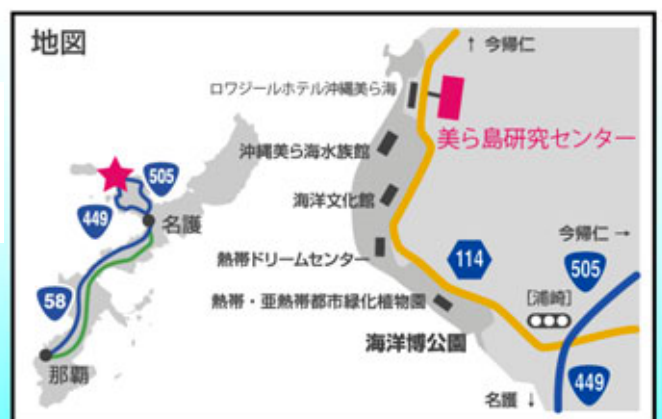 地図
505
449
名護
58
那覇
↑ 今帰仁
ロワジールホテル沖縄美ら海
美ら島研究センター
沖縄美ら海水族館
海洋文化館
熱帯ドリームセンター
114
熱帯・亜熱帯都市緑化植物園
海洋博公園
今帰仁 →
505
[浦崎]
449
名護 ↓